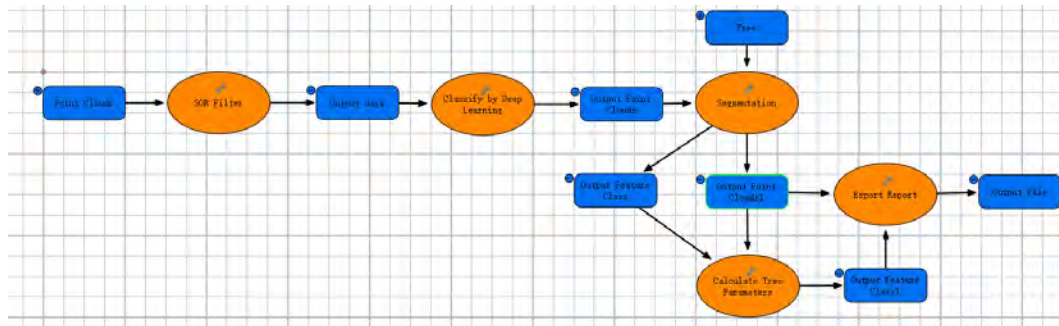 Tree
Point Clouds
SOR Filter
Output data
Classify by Deep
Learning
Output Point
Clouds
Segmentation
Output Feature
Class
Output Point
Clouds1
Export Report
Output File
Calculate Tree
Parameters
Output Feature
Class1